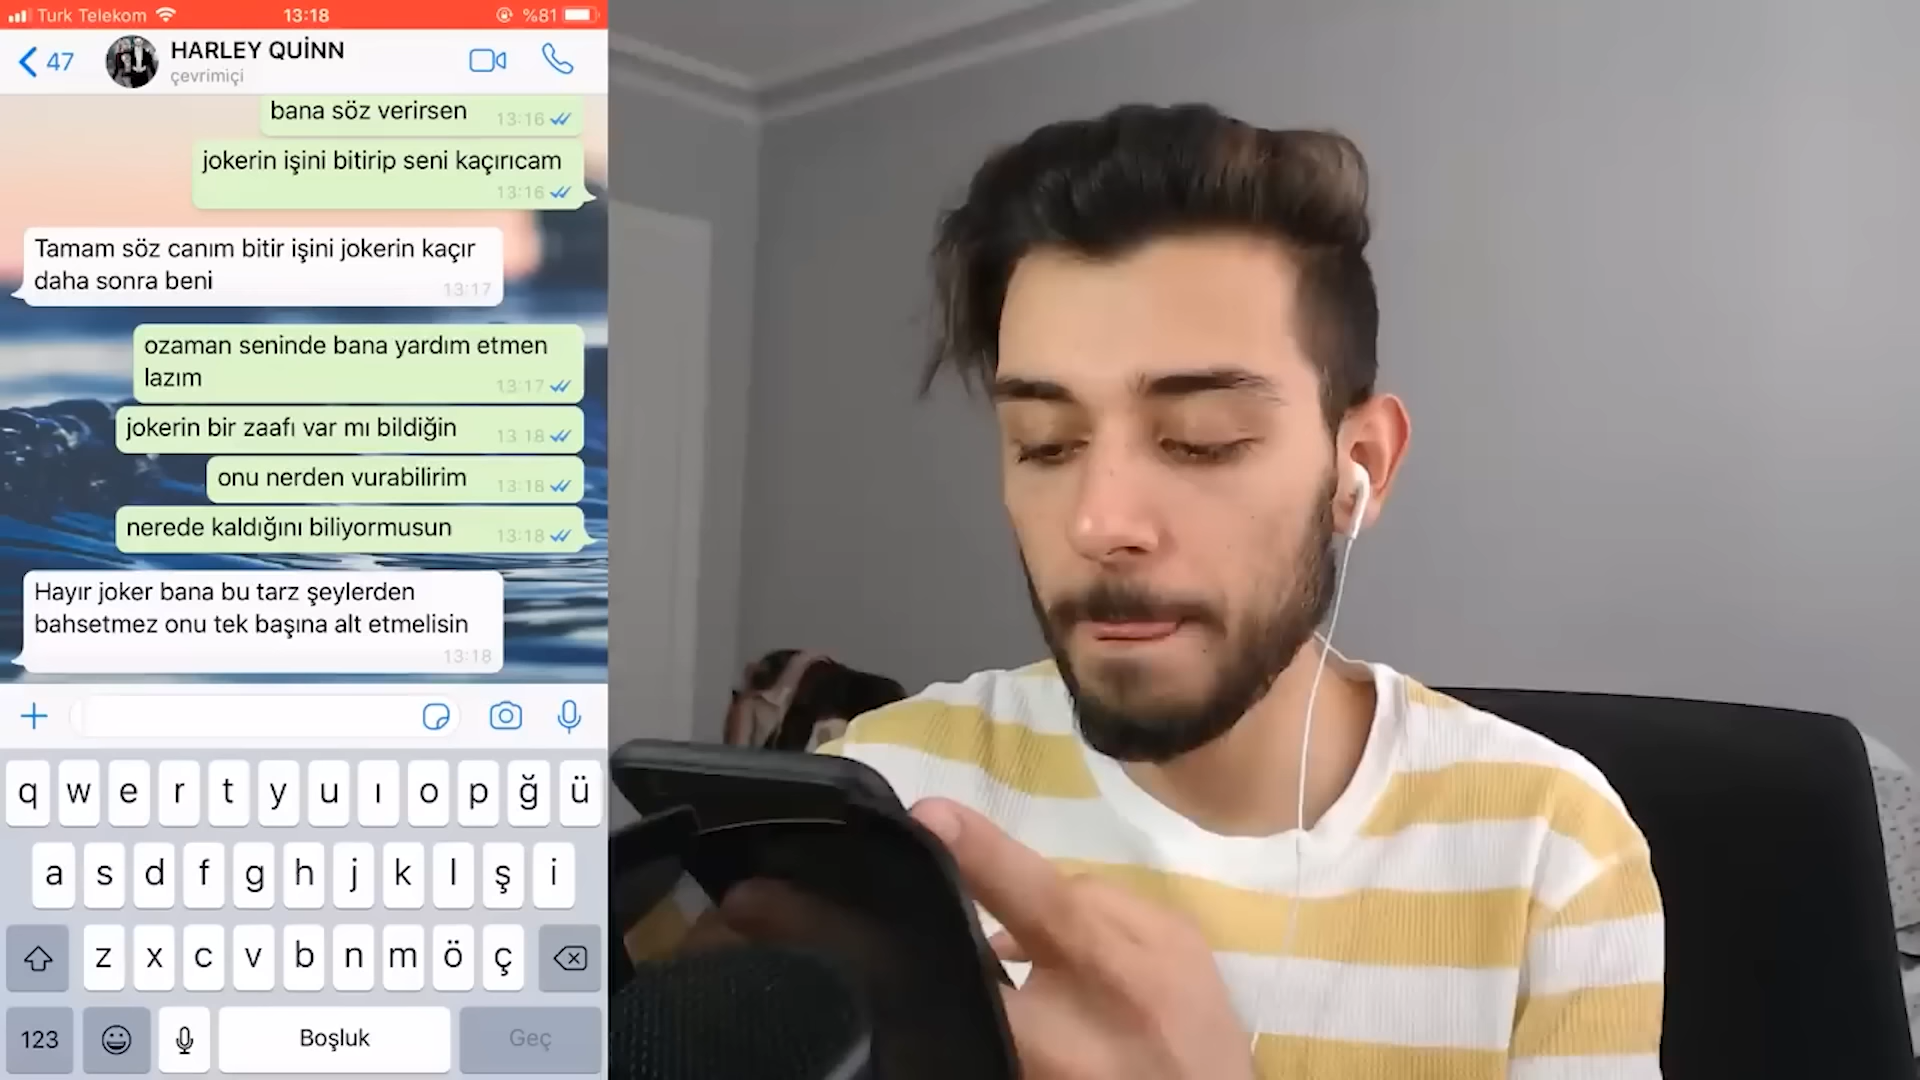 Turk Telekom 13:18 %81
47 HARLEY QUİNN
çevrimiçi
bana söz verirsen 13:16
jokerin işini bitirip seni kaçırıcam
13:16
Tamam söz canım bitir işini jokerin kaçır
daha sonra beni 13:17
ozaman seninde bana yardım etmen
lazım 13:17
jokerin bir zaafı var mı bildiğin 13:18
onu nerden vurabilirim 13:18
nerede kaldığını biliyormusun 13:18
Hayır joker bana bu tarz şeylerden
bahsetmez onu tek başına alt etmelisin
13:18
q w e r t y u ı o p ğ ü
a s d f g h j k l ş i
z x c v b n m ö ç
123 Boşluk Geç